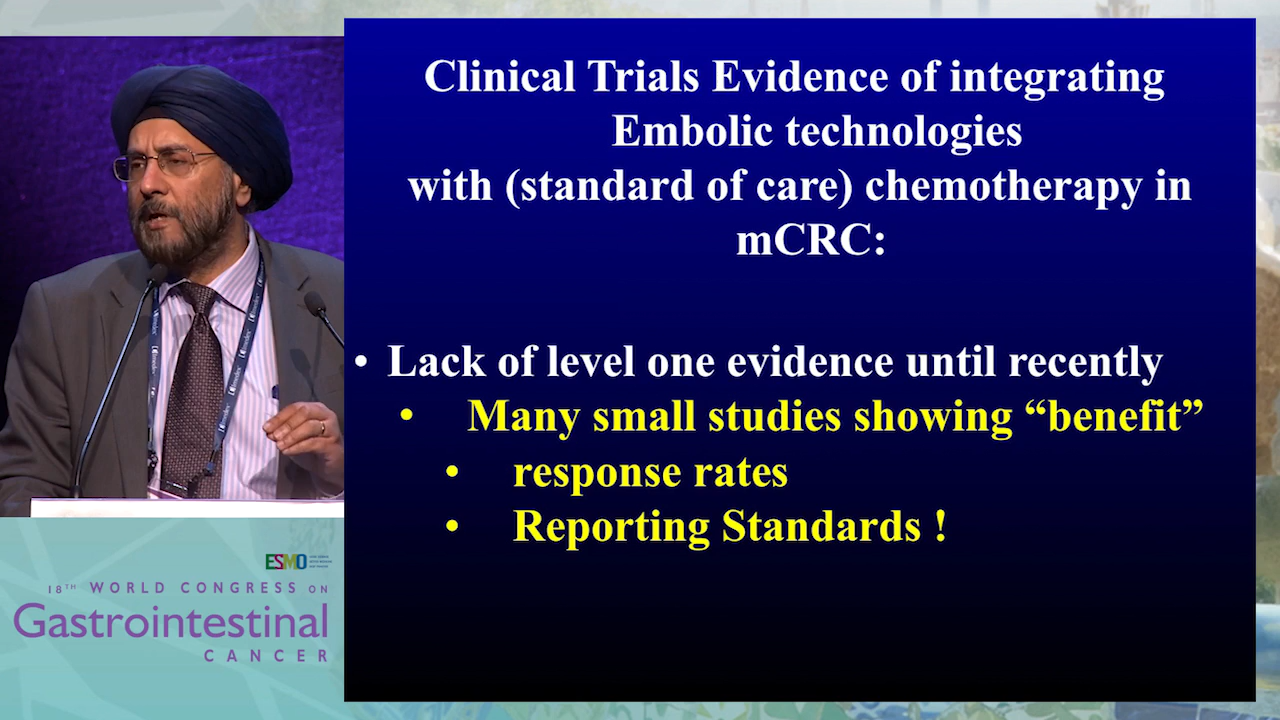 Clinical Trials Evidence of integrating
Embolic technologies
with (standard of care) chemotherapy in
mCRC:
• Lack of level one evidence until recently
• Many small studies showing “benefit”
• response rates
• Reporting Standards !
ESMO
18TH WORLD CONGRESS ON
Gastrointestinal
CANCER